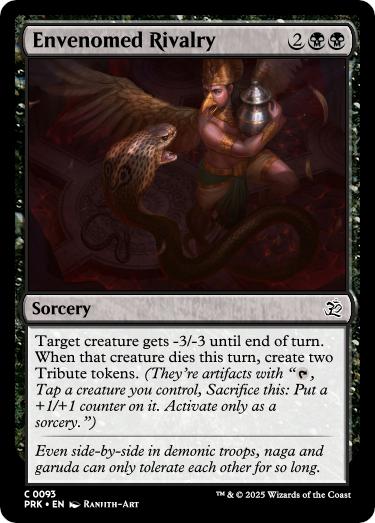 Envenomed Rivalry 2
Sorcery
Target creature gets -3/-3 until end of turn.
When that creature dies this turn, create two
Tribute tokens. (They're artifacts with “,
Tap a creature you control, Sacrifice this: Put a
+1/+1 counter on it. Activate only as a
sorcery.”)
Even side-by-side in demonic troops, naga and
garuda can only tolerate each other for so long.
C 0093
PRK • EN Ranjith-Art
™ & © 2025 Wizards of the Coast